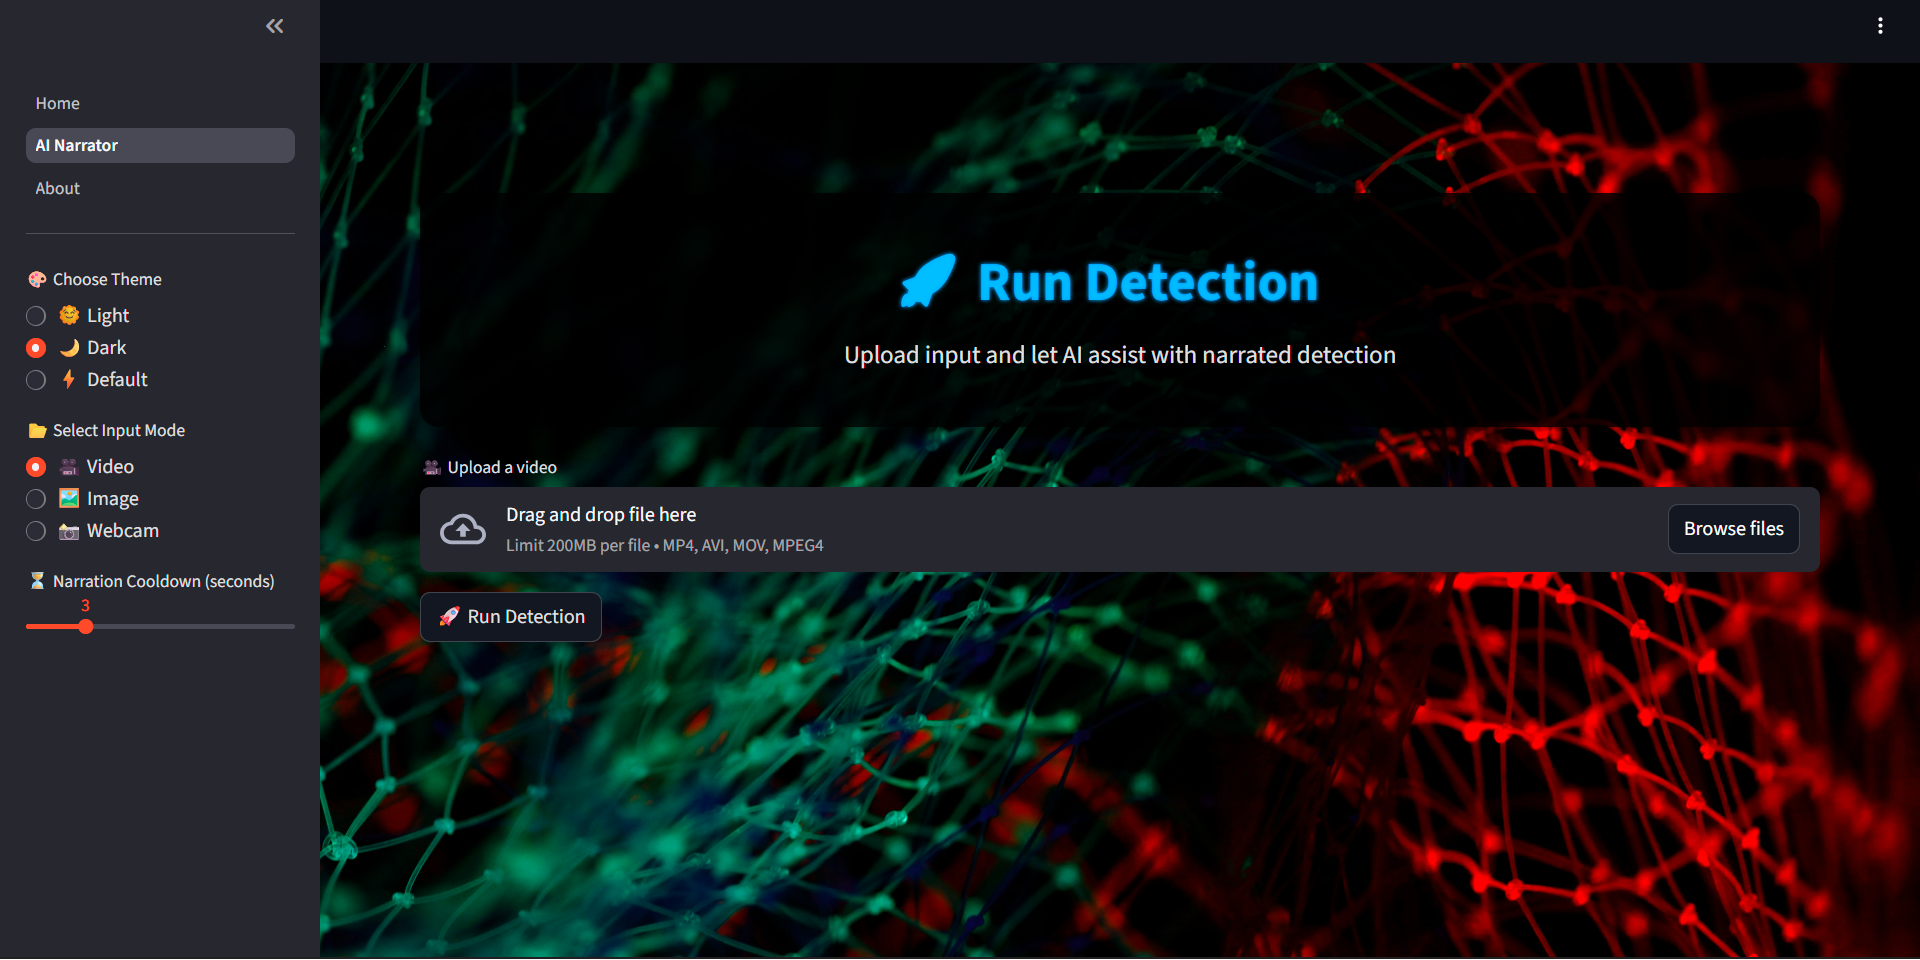 Home
AI Narrator
About
🎨 Choose Theme
🌞 Light
🌙 Dark
⚡ Default
📂 Select Input Mode
🎥 Video
🖼️ Image
📷 Webcam
⏳ Narration Cooldown (seconds)
3
🚀 Run Detection
Upload input and let AI assist with narrated detection
🎥 Upload a video
Drag and drop file here
Limit 200MB per file • MP4, AVI, MOV, MPEG4
Browse files
🚀 Run Detection